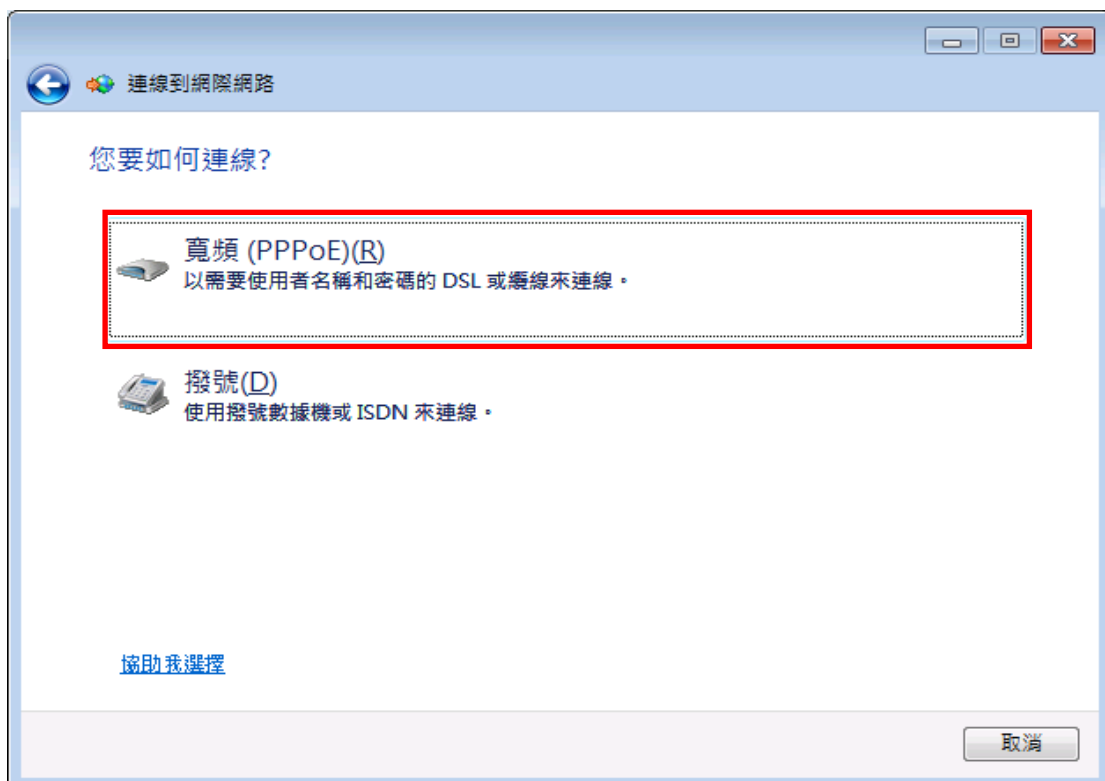 連線到網際網路
您要如何連線?
寬頻 (PPPoE)(R)
以需要使用者名稱和密碼的 DSL 或纜線來連線。
撥號(D)
使用撥號數據機或 ISDN 來連線。
協助我選擇
取消